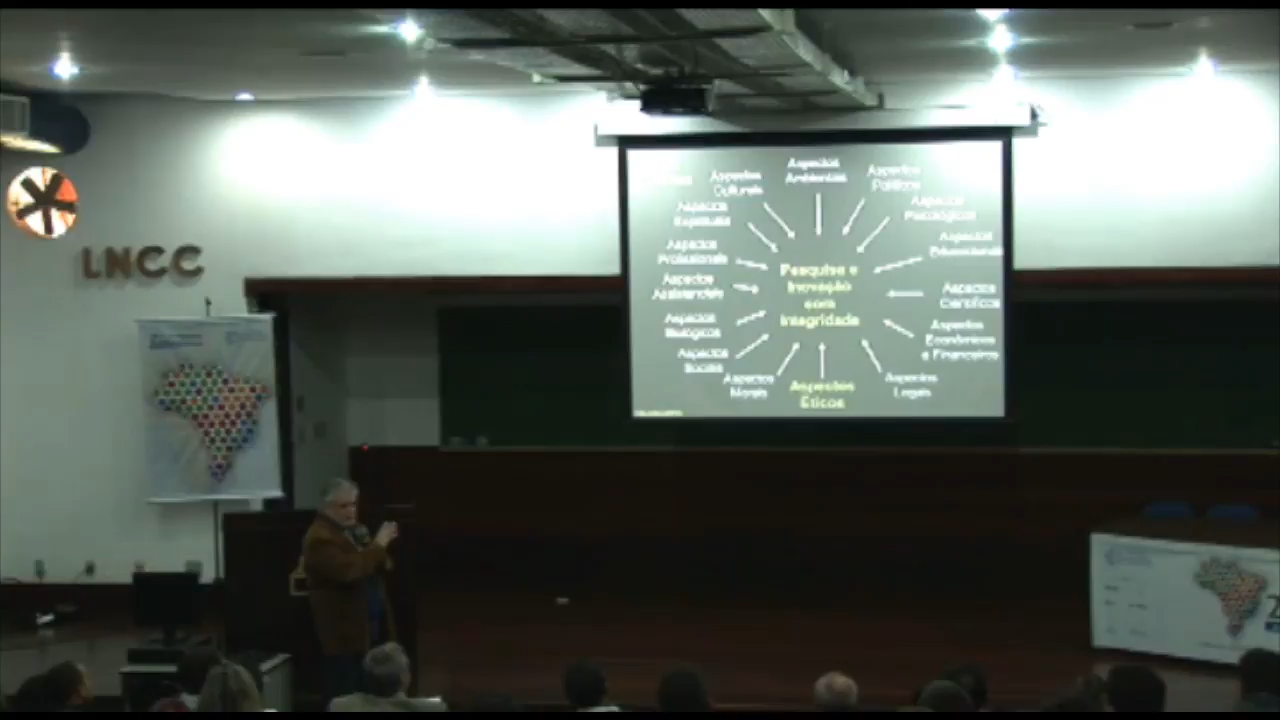 LNCC
Aspectos
Culturais
Aspectos
Ambientais
Aspectos
Políticos
Aspectos
Psicológicos
Aspectos
Aspectos
Educacionais
Aspectos
Profissionais
Aspectos
Assistenciais
Aspectos
Científicos
Aspectos
Biológicos
Aspectos
Econômicos
e Financeiros
Aspectos
Sociais
Aspectos
Morais
Aspectos
Éticos
Aspectos
Legais
Pesquisa e
Inovação
com
Integridade